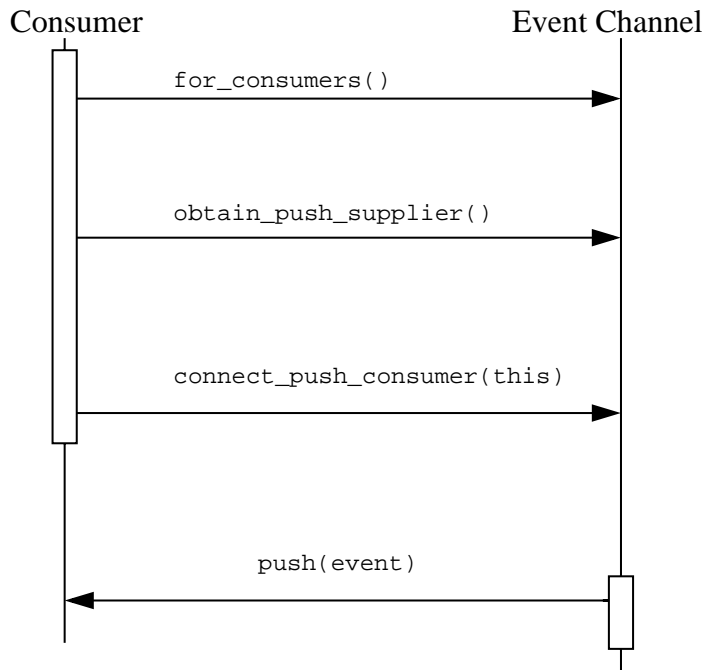 Consumer
Event Channel
for_consumers()
obtain_push_supplier()
connect_push_consumer(this)
push(event)